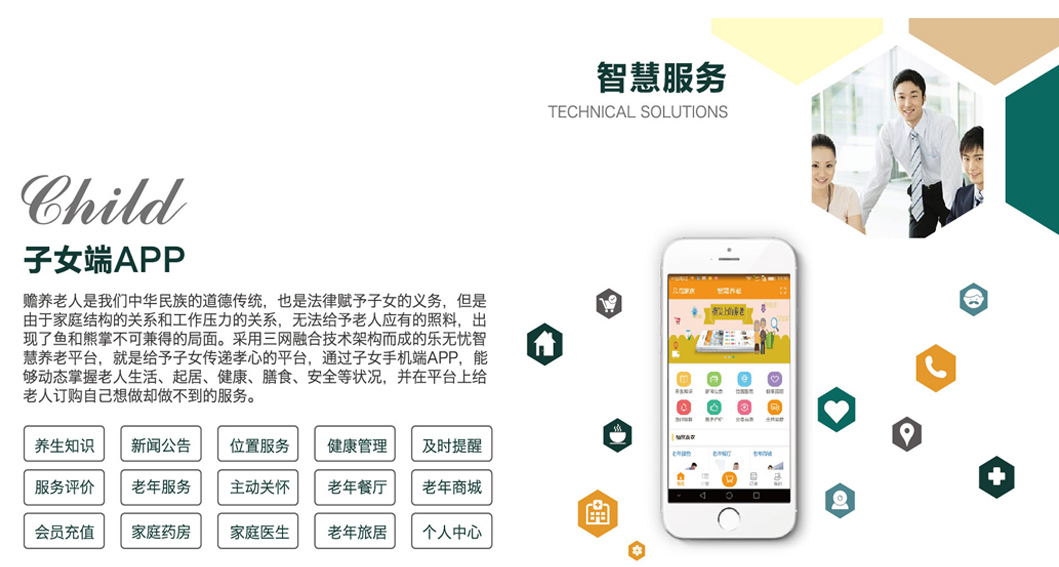 智慧服务
TECHNICAL SOLUTIONS
Child
子女端APP
赡养老人是我们中华民族的道德传统，也是法律赋予子女的义务，但是
由于家庭结构的关系和工作压力的关系，无法给予老人应有的照料，出
现了鱼和熊掌不可兼得的局面。采用三网融合技术架构而成的乐无忧智
慧养老平台，就是给予子女传递孝心的平台，通过子女手机端APP，能
够动态掌握老人生活、起居、健康、膳食、安全等状况，并在平台上给
老人订购自己想做却做不到的服务。
养生知识 新闻公告 位置服务 健康管理 及时提醒
服务评价 老年服务 主动关怀 老年餐厅 老年商城
会员充值 家庭药房 家庭医生 老年旅居 个人中心
智慧养老